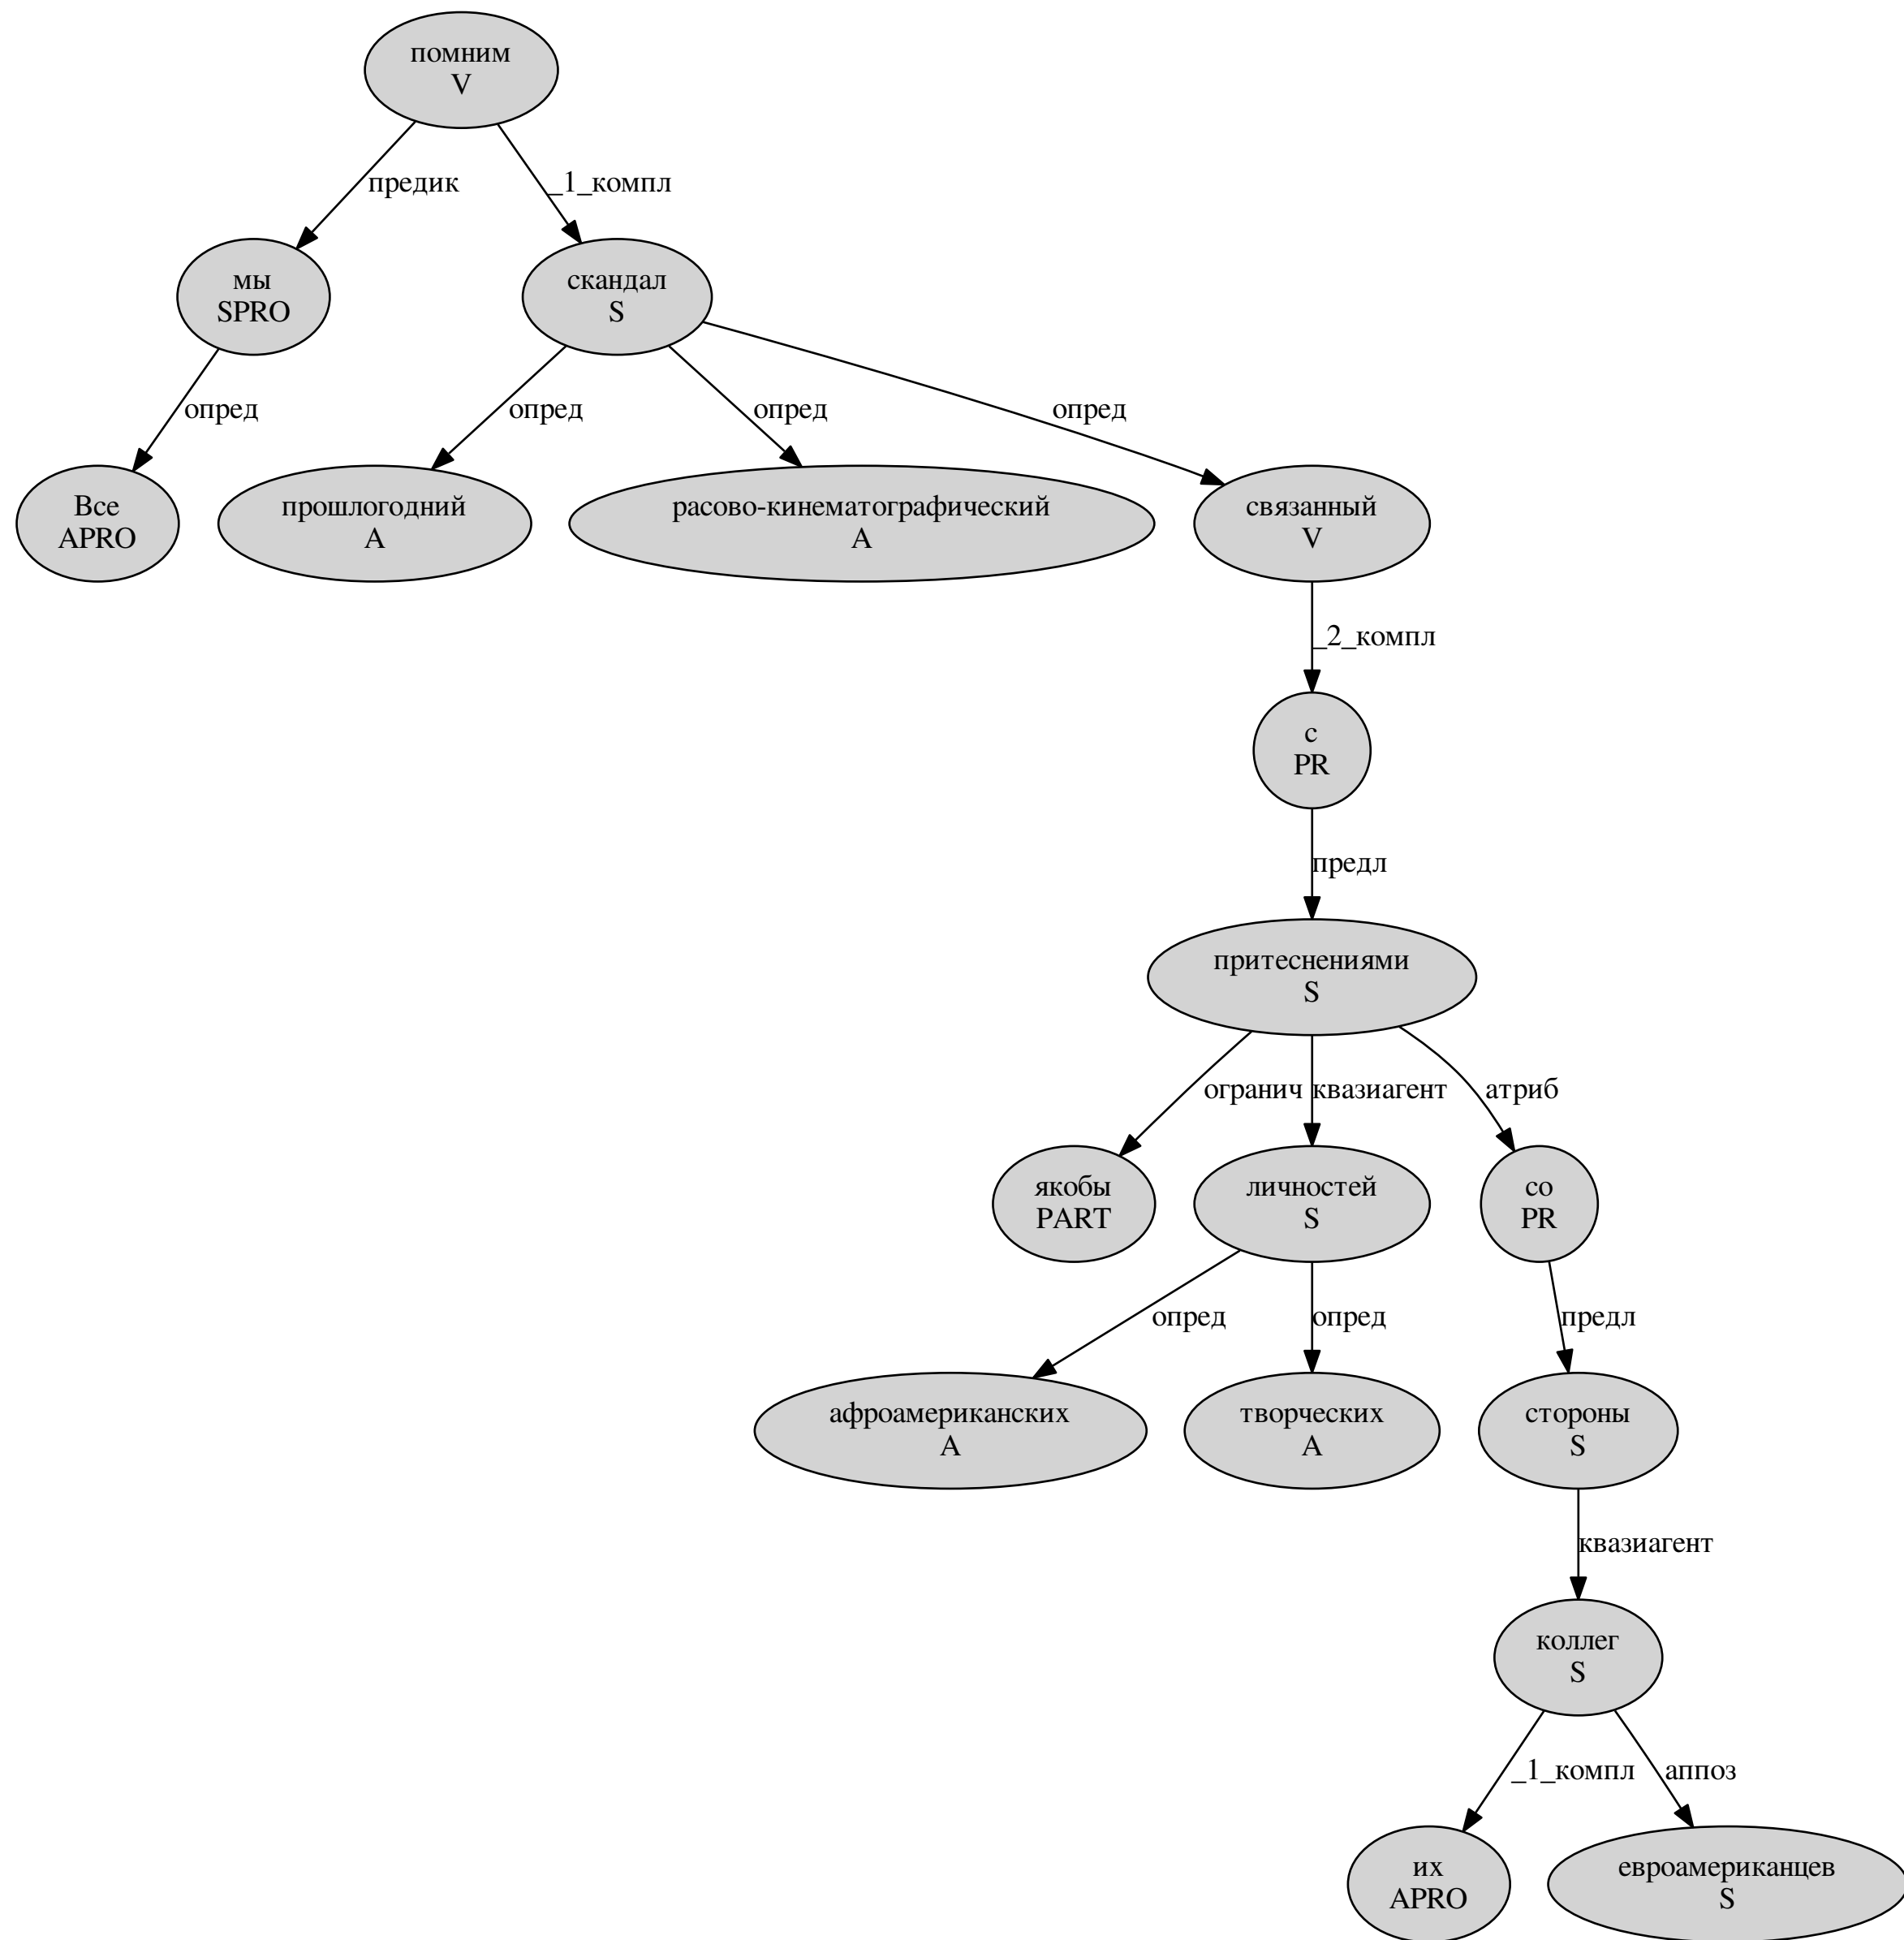 помним
V
предик
_1_компл
мы
SPRO
скандал
S
опред
опред
опред
опред
Все
APRO
прошлогодний
A
расово-кинематографический
A
связанный
V
_2_компл
с
PR
предл
притеснениями
S
огранич
квазиагент
атриб
якобы
PART
личностей
S
со
PR
опред
опред
предл
афроамериканских
A
творческих
A
стороны
S
квазиагент
коллег
S
_1_компл
аппоз
их
APRO
евроамериканцев
S